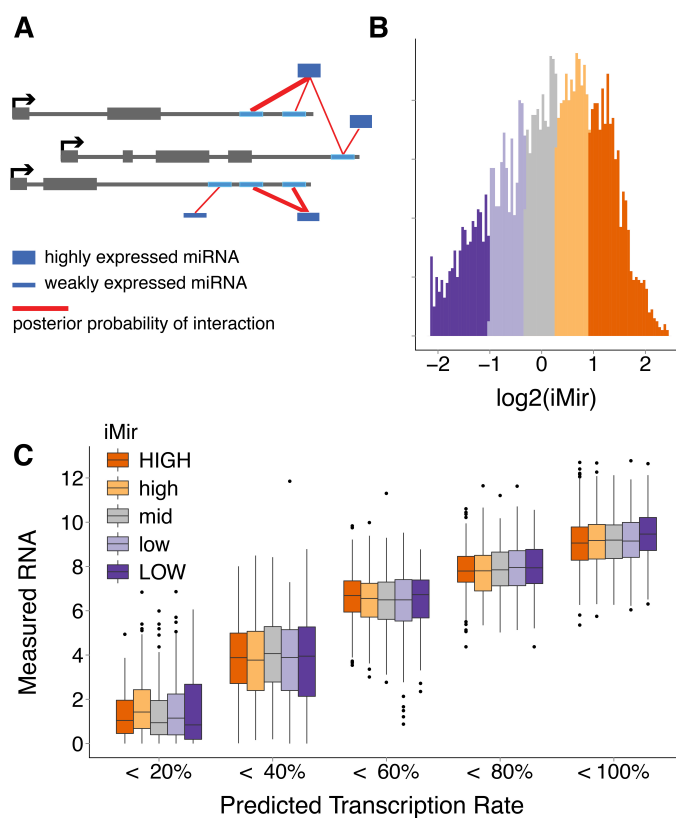 A
highly expressed miRNA
weakly expressed miRNA
posterior probability of interaction
B
−2 −1 0 1 2
log2(iMir)
C
iMir
HIGH
high
mid
low
LOW
Measured RNA
12
10
8
6
4
2
0
< 20% < 40% < 60% < 80% < 100%
Predicted Transcription Rate